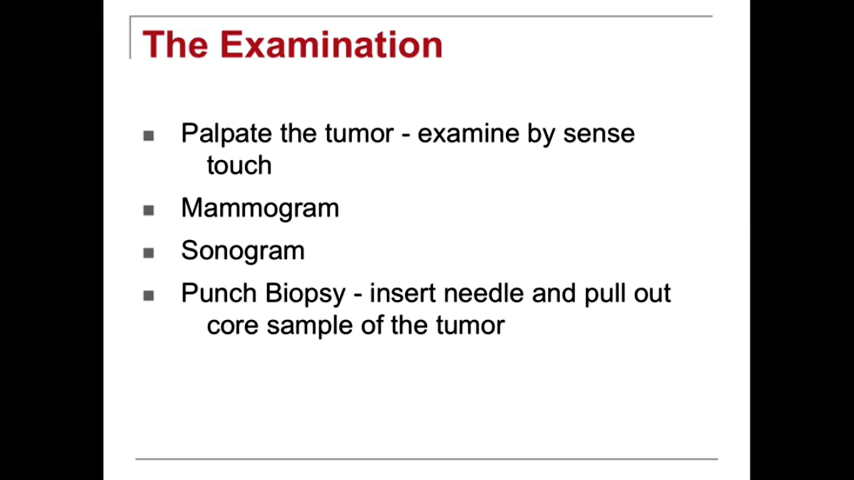 The Examination
Palpate the tumor - examine by sense
touch
Mammogram
Sonogram
Punch Biopsy - insert needle and pull out
core sample of the tumor